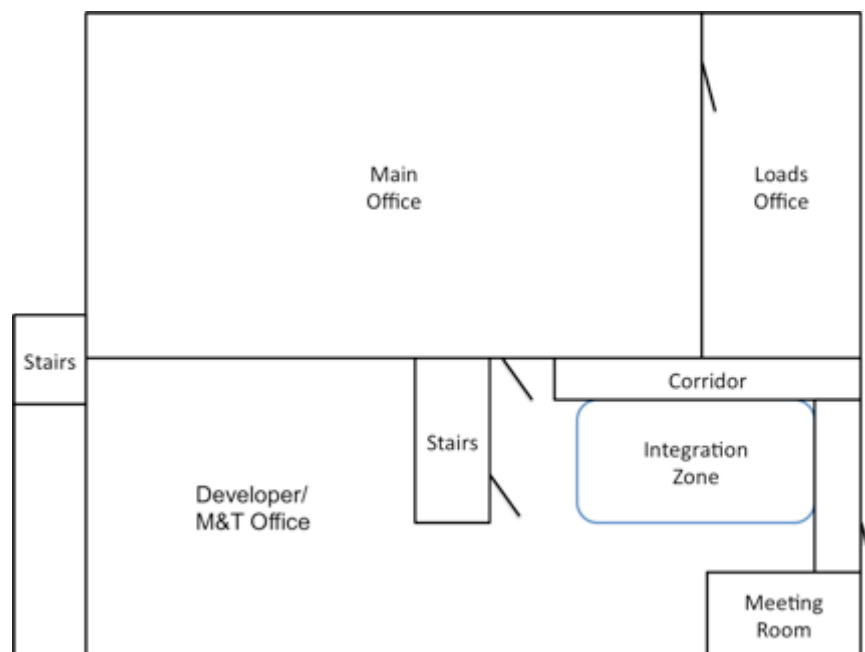 Main
Office
Loads
Office
Stairs
Corridor
Stairs
Integration
Zone
Developer/
M&T Office
Meeting
Room